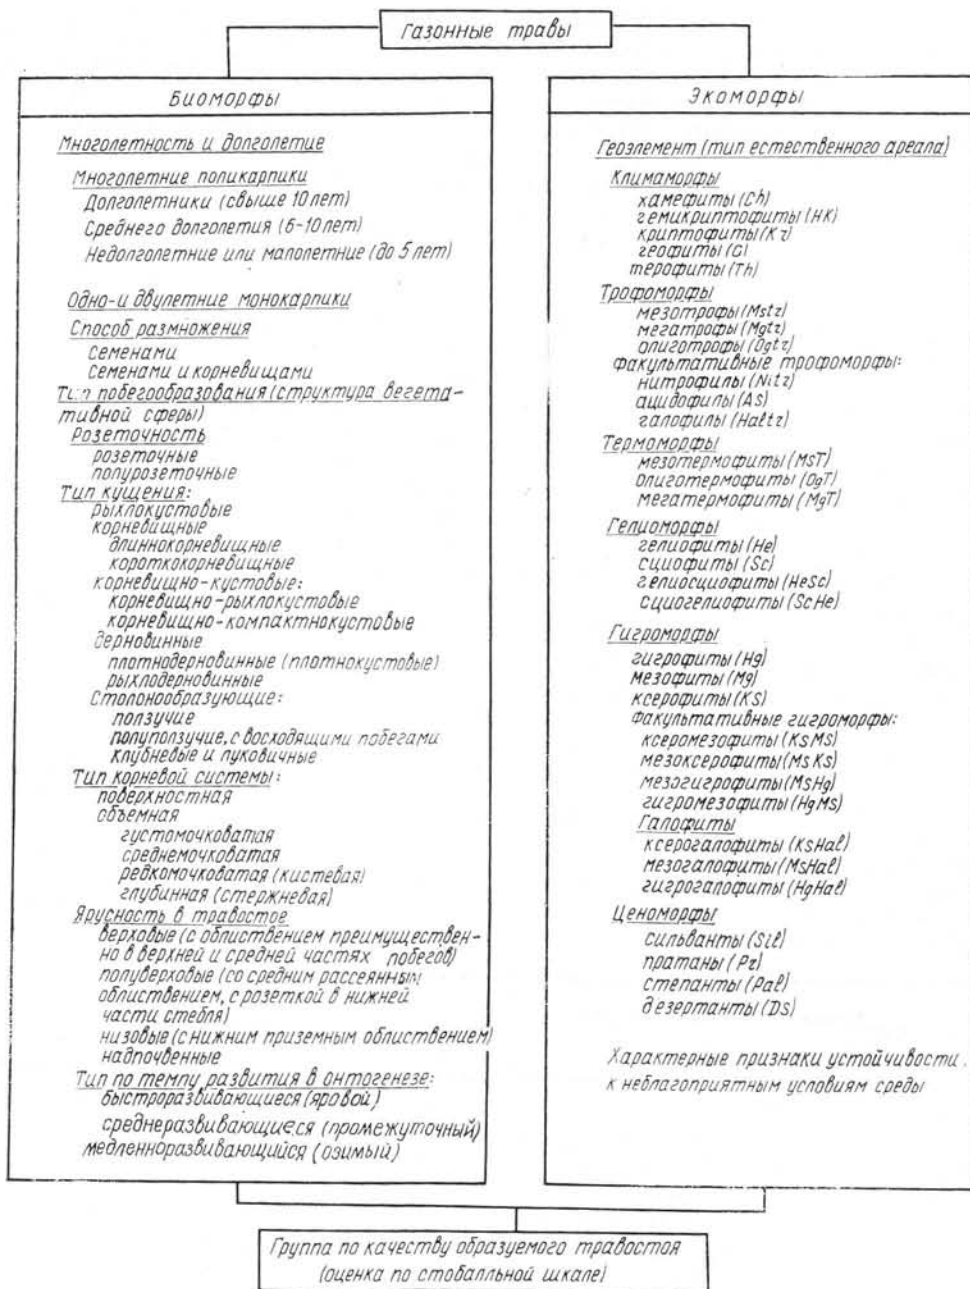 Газонные травы
Биоморфы
Многолетность и долголетие
Многолетние поликарпики
Долголетники (свыше 10 лет)
Среднего долголетия (6-10 лет)
Недолголетние или малолетние (до 5 лет)
Одно-и двулетние монокарпики
Способ размножения
семенами
семенами и корневищами
Тип побегообразования (структура вегета-
тивной сферы)
Розеточность
розеточные
полурозеточные
Тип кущения:
рыхлокустовые
корневищные
длиннокорневищные
короткокорневищные
корневищно-кустовые:
корневищно-рыхлокустовые
корневищно-компактнокустовые
дерновинные
плотнодерновинные (плотнокустовые)
рыхлодерновинные
Столонообразующие:
ползучие
полуползучие, с восходящими побегами
клубневые и луковичные
Тип корневой системы:
поверхностная
объемная
густомочковатая
среднемочковатая
редкомочковатая (кистевая)
глубинная (стержневая)
Ярусность в травостое
верховые (с облиствением преимуществен-
но в верхней и средней частях побегов)
полуверховые (со средним рассеянным
облиствением, с розеткой в нижней
части стебля)
низовые (с нижним приземным облиствением)
надпочвенные
Тип по темпу развития в онтогенезе:
быстроразвивающиеся (яровой)
среднеразвивающиеся (промежуточный)
медленноразвивающийся (озимый)
Экоморфы
Геоэлемент (тип естественного ареала)
Климаморфы
хамефиты (Ch)
гемикриптофиты (HK)
криптофиты (Kr)
геофиты (G)
терофиты (Th)
Трофоморфы
мезотрофы (Mstr)
мегатрофы (Mgtr)
олиготрофы (Ogtr)
Факультативные трофоморфы:
нитрофилы (Nitr)
ацидофилы (As)
галофилы (Haltr)
Термоморфы
мезотермофиты (MsT)
олиготермофиты (OgT)
мегатермофиты (MgT)
Гелиоморфы
гелиофиты (He)
сциофиты (Sc)
гелиосциофиты (HeSc)
сциогелиофиты (ScHe)
Гигроморфы
гигрофиты (Hg)
мезофиты (Mg)
ксерофиты (KS)
Факультативные гигроморфы:
ксеромезофиты (KsMs)
мезоксерофиты (MsKs)
мезогигрофиты (MsHg)
гигромезофиты (HgMs)
Галофиты
ксерогалофиты (KsHal)
мезогалофиты (MsHal)
гигрогалофиты (HgHal)
Ценоморфы
сильванты (Sil)
пратаны (Pr)
степанты (Pal)
дезертанты (Ds)
Характерные признаки устойчивости
к неблагоприятным условиям среды
Группа по качеству образуемого травостоя
(оценка по стобалльной шкале)